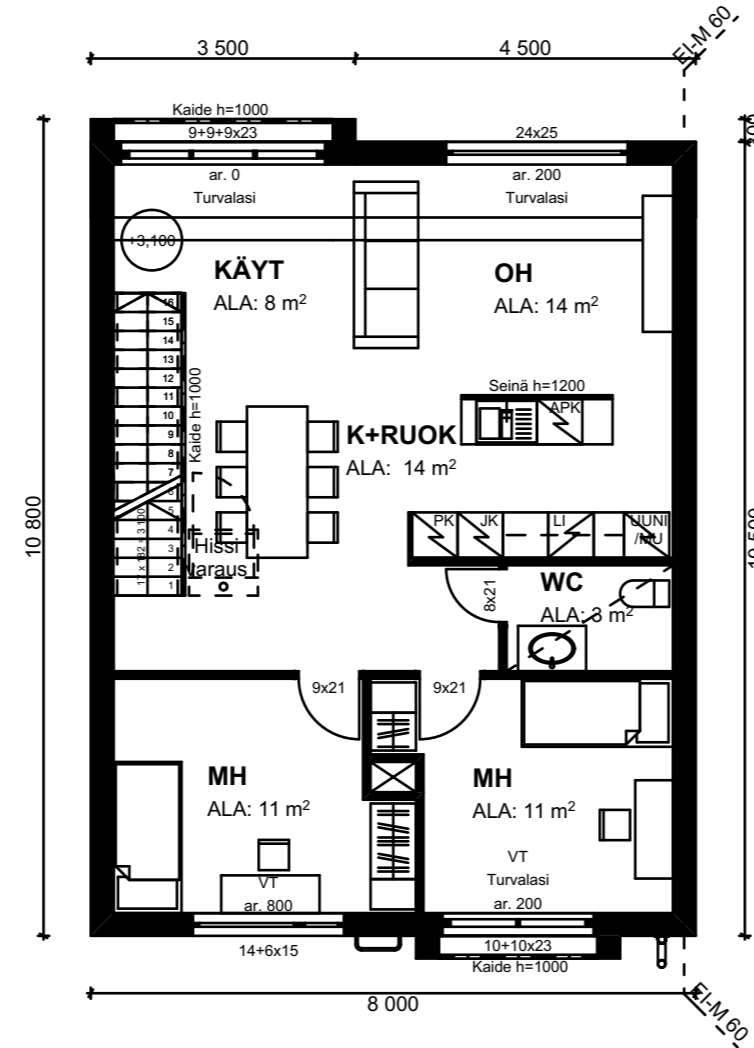 3 500
4 500
EI-M 60
Kaide h=1000
9+9+9x23
24x25
ar. 0
Turvalasi
ar. 200
Turvalasi
+3,100
KÄYT
ALA: 8 m²
OH
ALA: 14 m²
16
15
14
13
12
11
10
9
8
7
6
5
4
3
2
1
Kaide h=1000
17 x 182 = 3 100
Seinä h=1200
APK
K+RUOK
ALA: 14 m²
10 800
PK
JK
LI
UUNI
/MU
Hissi
varaus
WC
ALA: 3 m²
8x21
9x21
9x21
MH
ALA: 11 m²
MH
ALA: 11 m²
VT
ar. 800
VT
Turvalasi
ar. 200
14+6x15
10+10x23
Kaide h=1000
8 000
EI-M 60